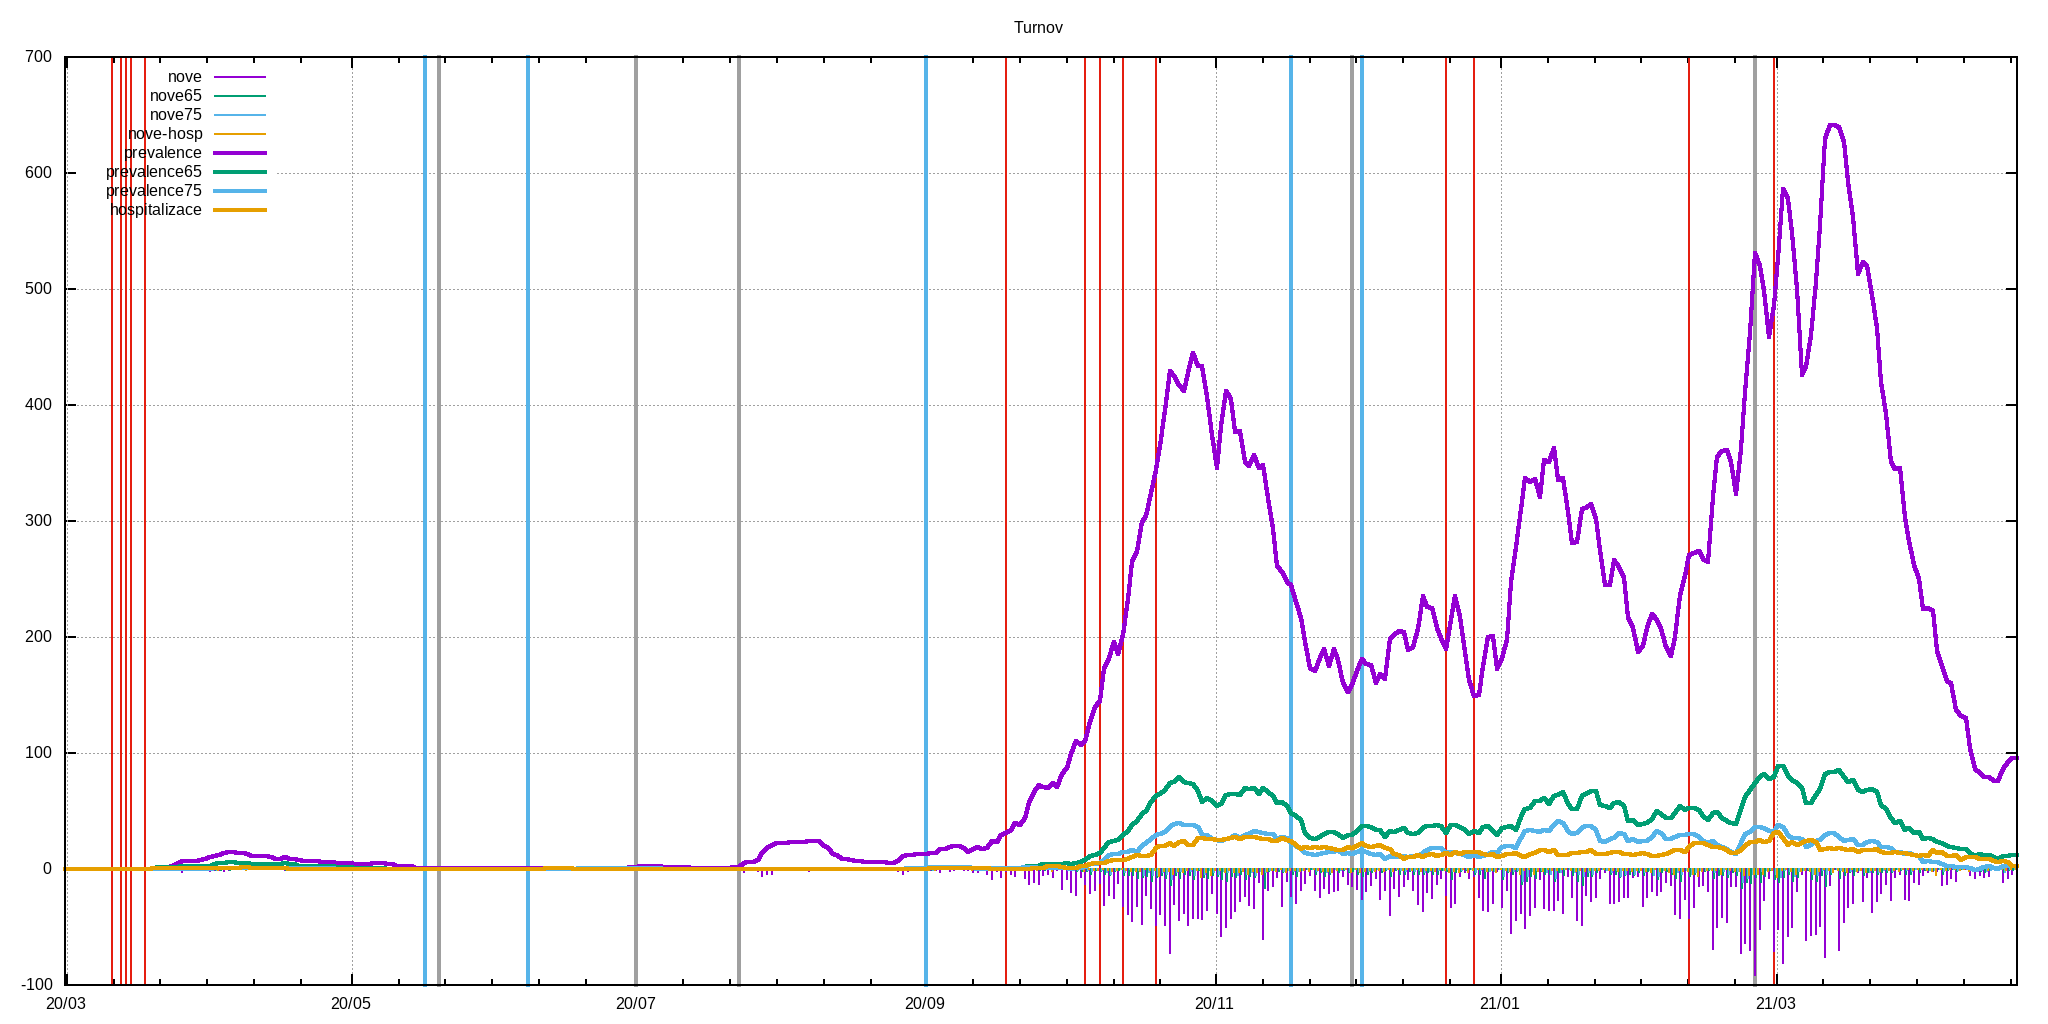 Turnov
700
600
500
400
300
200
100
0
-100
nove
nove65
nove75
nove-hosp
prevalence
prevalence65
prevalence75
hospitalizace
20/03 20/05 20/07 20/09 20/11 21/01 21/03